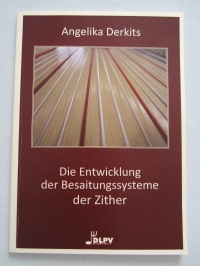 Angelika Derkits
Die Entwicklung
der Besaitungssysteme
der Zither
DLPV